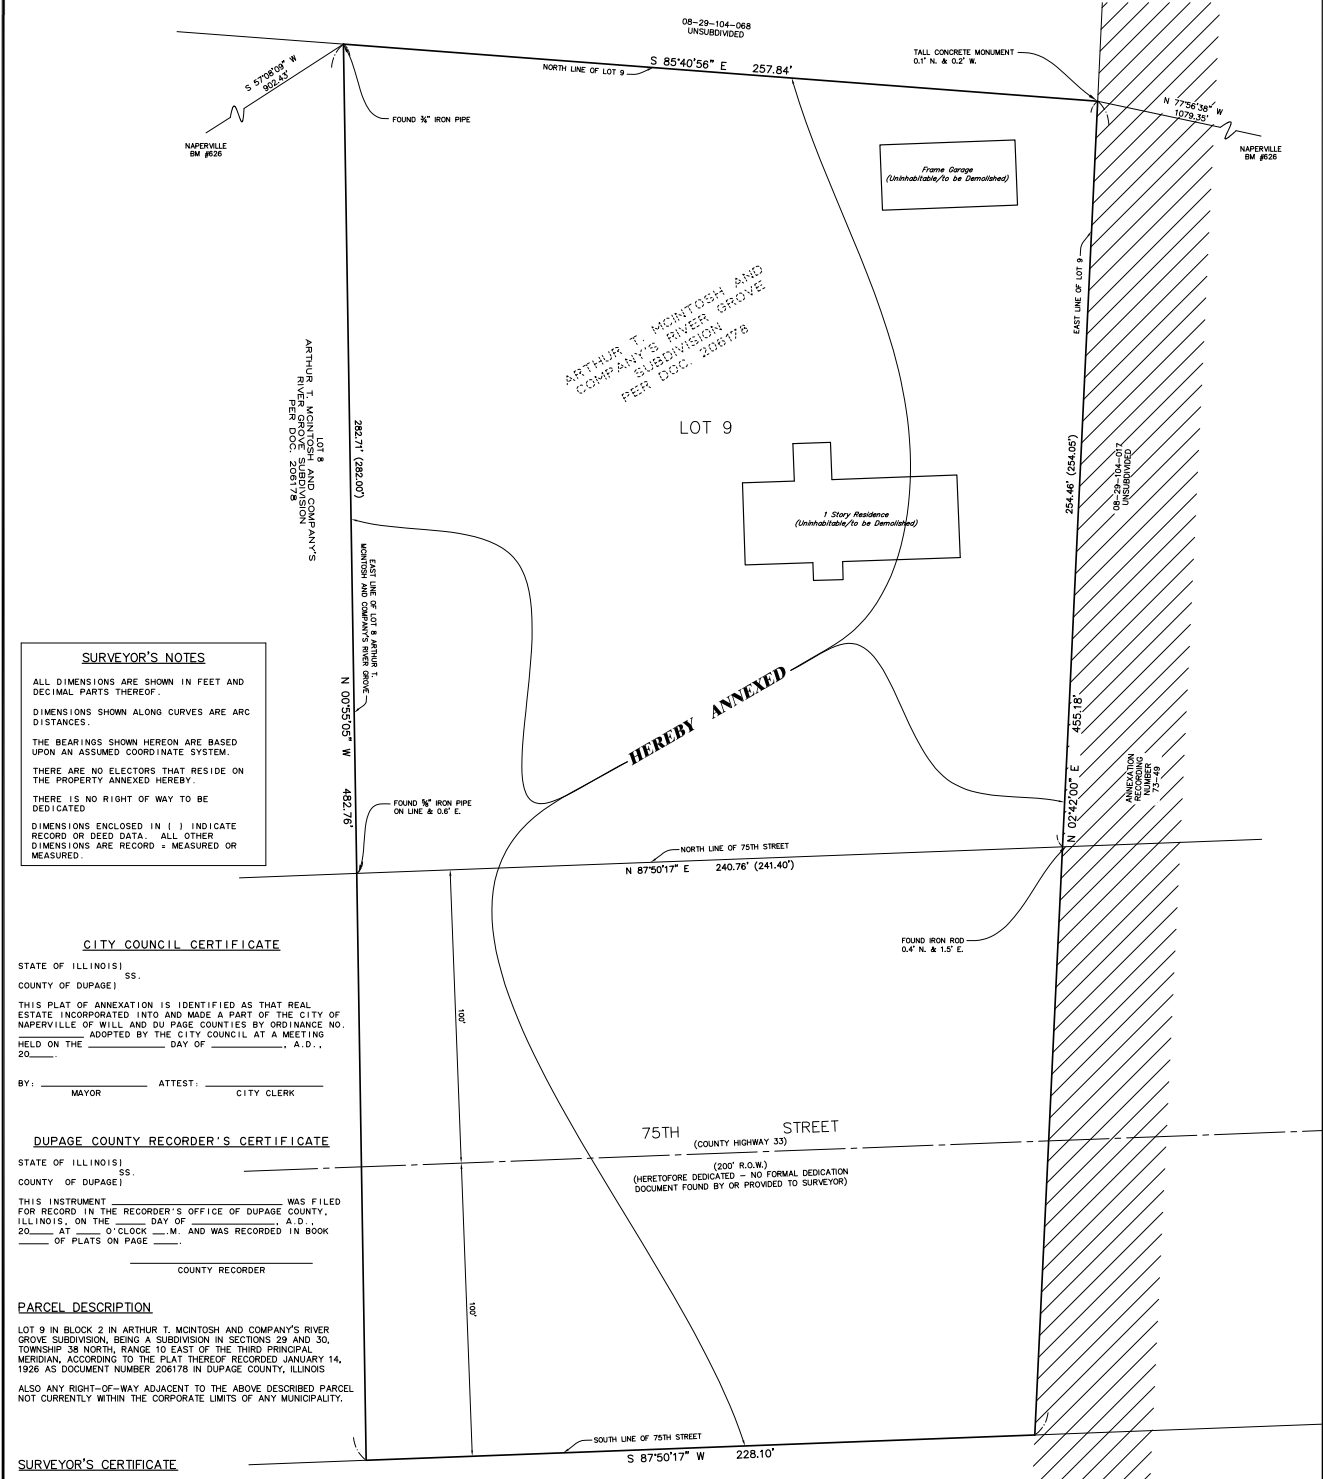 08-29-104-068
UNSUBDIVIDED
S 57°08'09" W
902.43'
NAPERVILLE
BM #626
NORTH LINE OF LOT 9
S 85°40'56" E 257.84'
TALL CONCRETE MONUMENT
0.1' N. & 0.2' W.
N 77°56'38" W
1079.35'
NAPERVILLE
BM #626
FOUND ¾" IRON PIPE
Frame Garage
(Uninhabitable/to be Demolished)
EAST LINE OF LOT 9
ARTHUR T. MCINTOSH AND
COMPANY'S RIVER GROVE
SUBDIVISION
PER DOC. 206178
LOT 9
LOT 8
ARTHUR T. MCINTOSH AND COMPANY'S
RIVER GROVE SUBDIVISION
PER DOC. 206178
282.71' (282.00')
254.46' (254.05')
08-29-104-017
UNSUBDIVIDED
1 Story Residence
(Uninhabitable/to be Demolished)
EAST LINE OF LOT 8 ARTHUR T.
MCINTOSH AND COMPANY'S RIVER GROVE
N 00°55'05" W 482.76'
HEREBY ANNEXED
N 02°42'00" E 455.18'
ANNEXATION
RECORDING
NUMBER
73-49
SURVEYOR'S NOTES
ALL DIMENSIONS ARE SHOWN IN FEET AND
DECIMAL PARTS THEREOF.
DIMENSIONS SHOWN ALONG CURVES ARE ARC
DISTANCES.
THE BEARINGS SHOWN HEREON ARE BASED
UPON AN ASSUMED COORDINATE SYSTEM.
THERE ARE NO ELECTORS THAT RESIDE ON
THE PROPERTY ANNEXED HEREBY.
THERE IS NO RIGHT OF WAY TO BE
DEDICATED
DIMENSIONS ENCLOSED IN ( ) INDICATE
RECORD OR DEED DATA. ALL OTHER
DIMENSIONS ARE RECORD = MEASURED OR
MEASURED.
FOUND IRON PIPE
ON LINE & 0.6' E.
NORTH LINE OF 75TH STREET
N 87°50'17" E 240.76' (241.40')
FOUND IRON ROD
0.4' N. & 1.5' E.
100'
75TH STREET
(COUNTY HIGHWAY 33)
(200' R.O.W.)
(HERETOFORE DEDICATED - NO FORMAL DEDICATION
DOCUMENT FOUND BY OR PROVIDED TO SURVEYOR)
100'
SOUTH LINE OF 75TH STREET
S 87°50'17" W 228.10'
CITY COUNCIL CERTIFICATE
STATE OF ILLINOIS)
SS.
COUNTY OF DUPAGE)
THIS PLAT OF ANNEXATION IS IDENTIFIED AS THAT REAL
ESTATE INCORPORATED INTO AND MADE A PART OF THE CITY OF
NAPERVILLE OF WILL AND DU PAGE COUNTIES BY ORDINANCE NO.
__________ ADOPTED BY THE CITY COUNCIL AT A MEETING
HELD ON THE ____________ DAY OF ___________, A.D.,
20____.
BY: ________________ ATTEST: __________________
MAYOR CITY CLERK
DUPAGE COUNTY RECORDER'S CERTIFICATE
STATE OF ILLINOIS)
SS.
COUNTY OF DUPAGE)
THIS INSTRUMENT __________________________ WAS FILED
FOR RECORD IN THE RECORDER'S OFFICE OF DUPAGE COUNTY,
ILLINOIS, ON THE _____ DAY OF ____________, A.D.,
20____ AT ____ O'CLOCK __.M. AND WAS RECORDED IN BOOK
_____ OF PLATS ON PAGE ____.
COUNTY RECORDER
PARCEL DESCRIPTION
LOT 9 IN BLOCK 2 IN ARTHUR T. MCINTOSH AND COMPANY'S RIVER
GROVE SUBDIVISION, BEING A SUBDIVISION IN SECTIONS 29 AND 30,
TOWNSHIP 38 NORTH, RANGE 10 EAST OF THE THIRD PRINCIPAL
MERIDIAN, ACCORDING TO THE PLAT THEREOF RECORDED JANUARY 14,
1926 AS DOCUMENT NUMBER 206178 IN DUPAGE COUNTY, ILLINOIS
ALSO ANY RIGHT-OF-WAY ADJACENT TO THE ABOVE DESCRIBED PARCEL
NOT CURRENTLY WITHIN THE CORPORATE LIMITS OF ANY MUNICIPALITY.
SURVEYOR'S CERTIFICATE